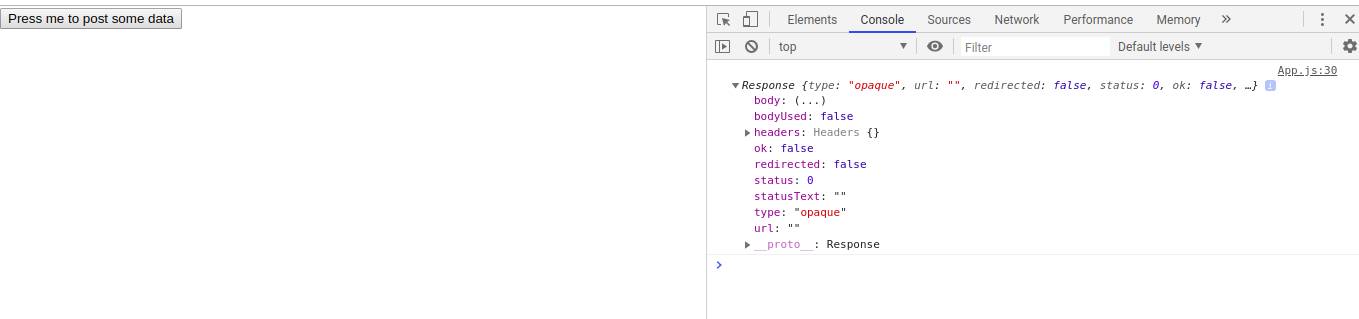 Press me to post some data
Elements Console Sources Network Performance Memory »
top Filter Default levels
App.js:30
Response {type: "opaque", url: "", redirected: false, status: 0, ok: false, …} i
body: (...)
bodyUsed: false
headers: Headers {}
ok: false
redirected: false
status: 0
statusText: ""
type: "opaque"
url: ""
__proto__: Response